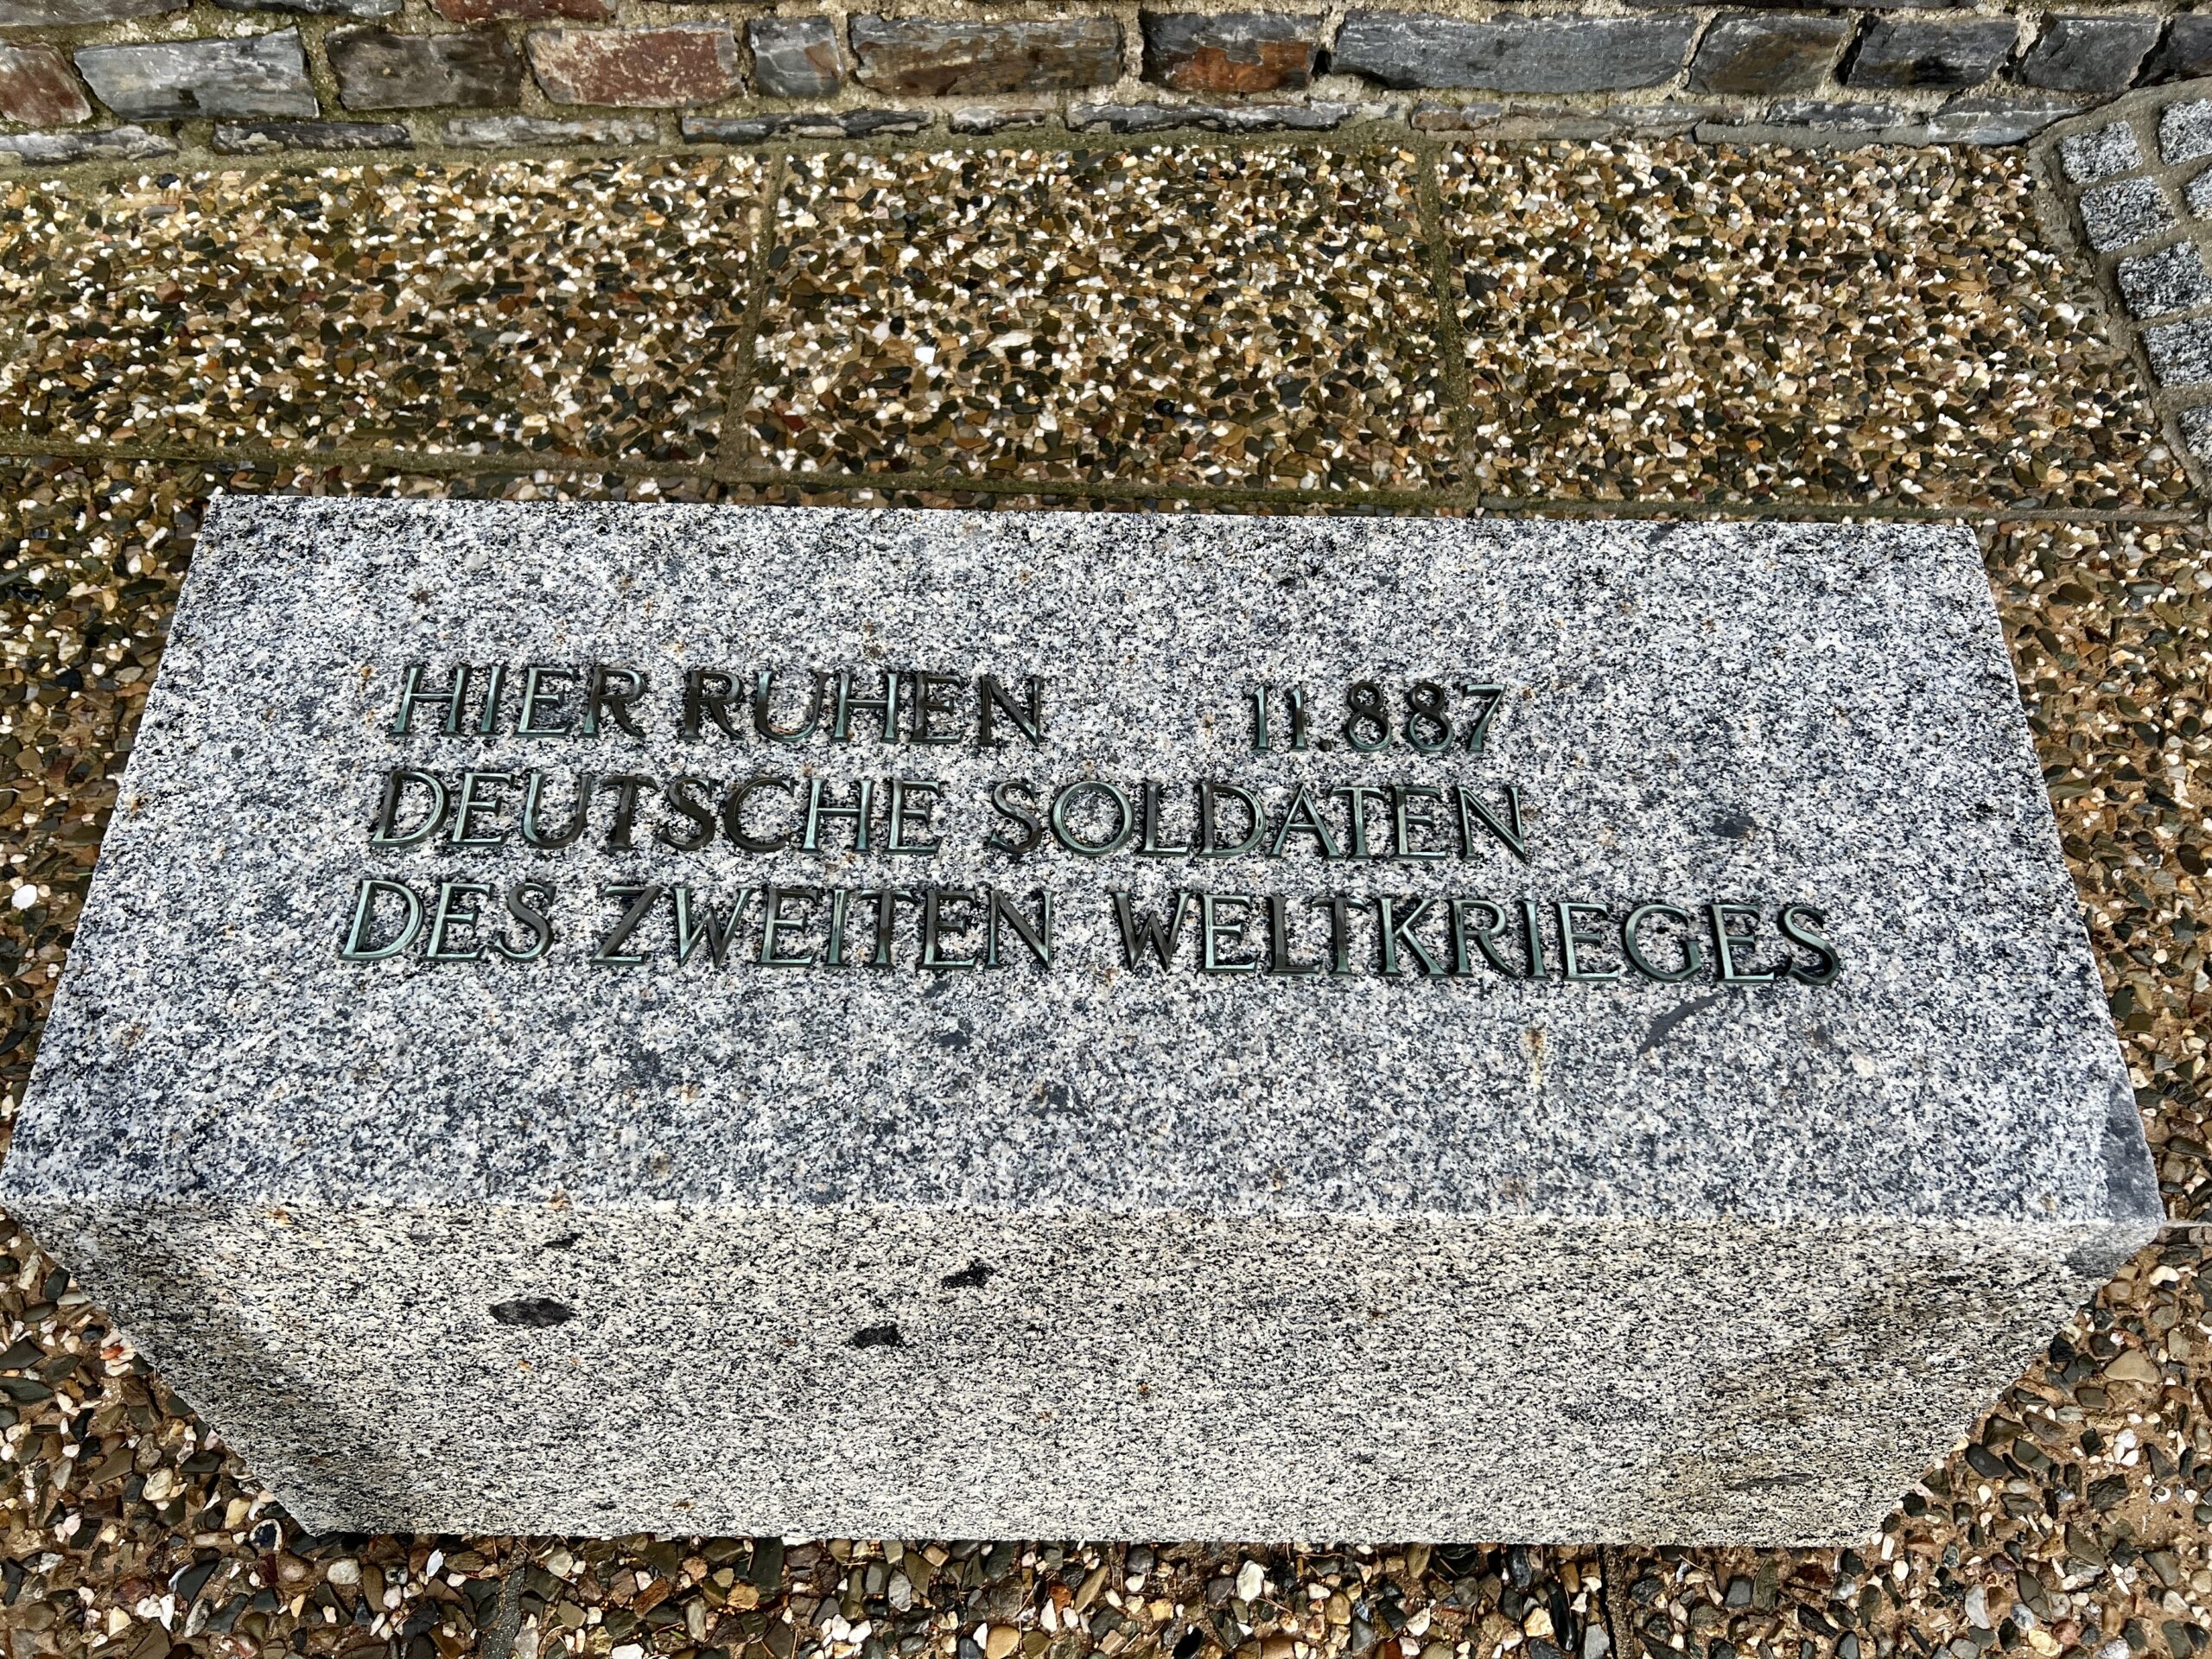 HIER RUHEN 11.887
DEUTSCHE SOLDATEN
DES ZWEITEN WELTKRIEGES